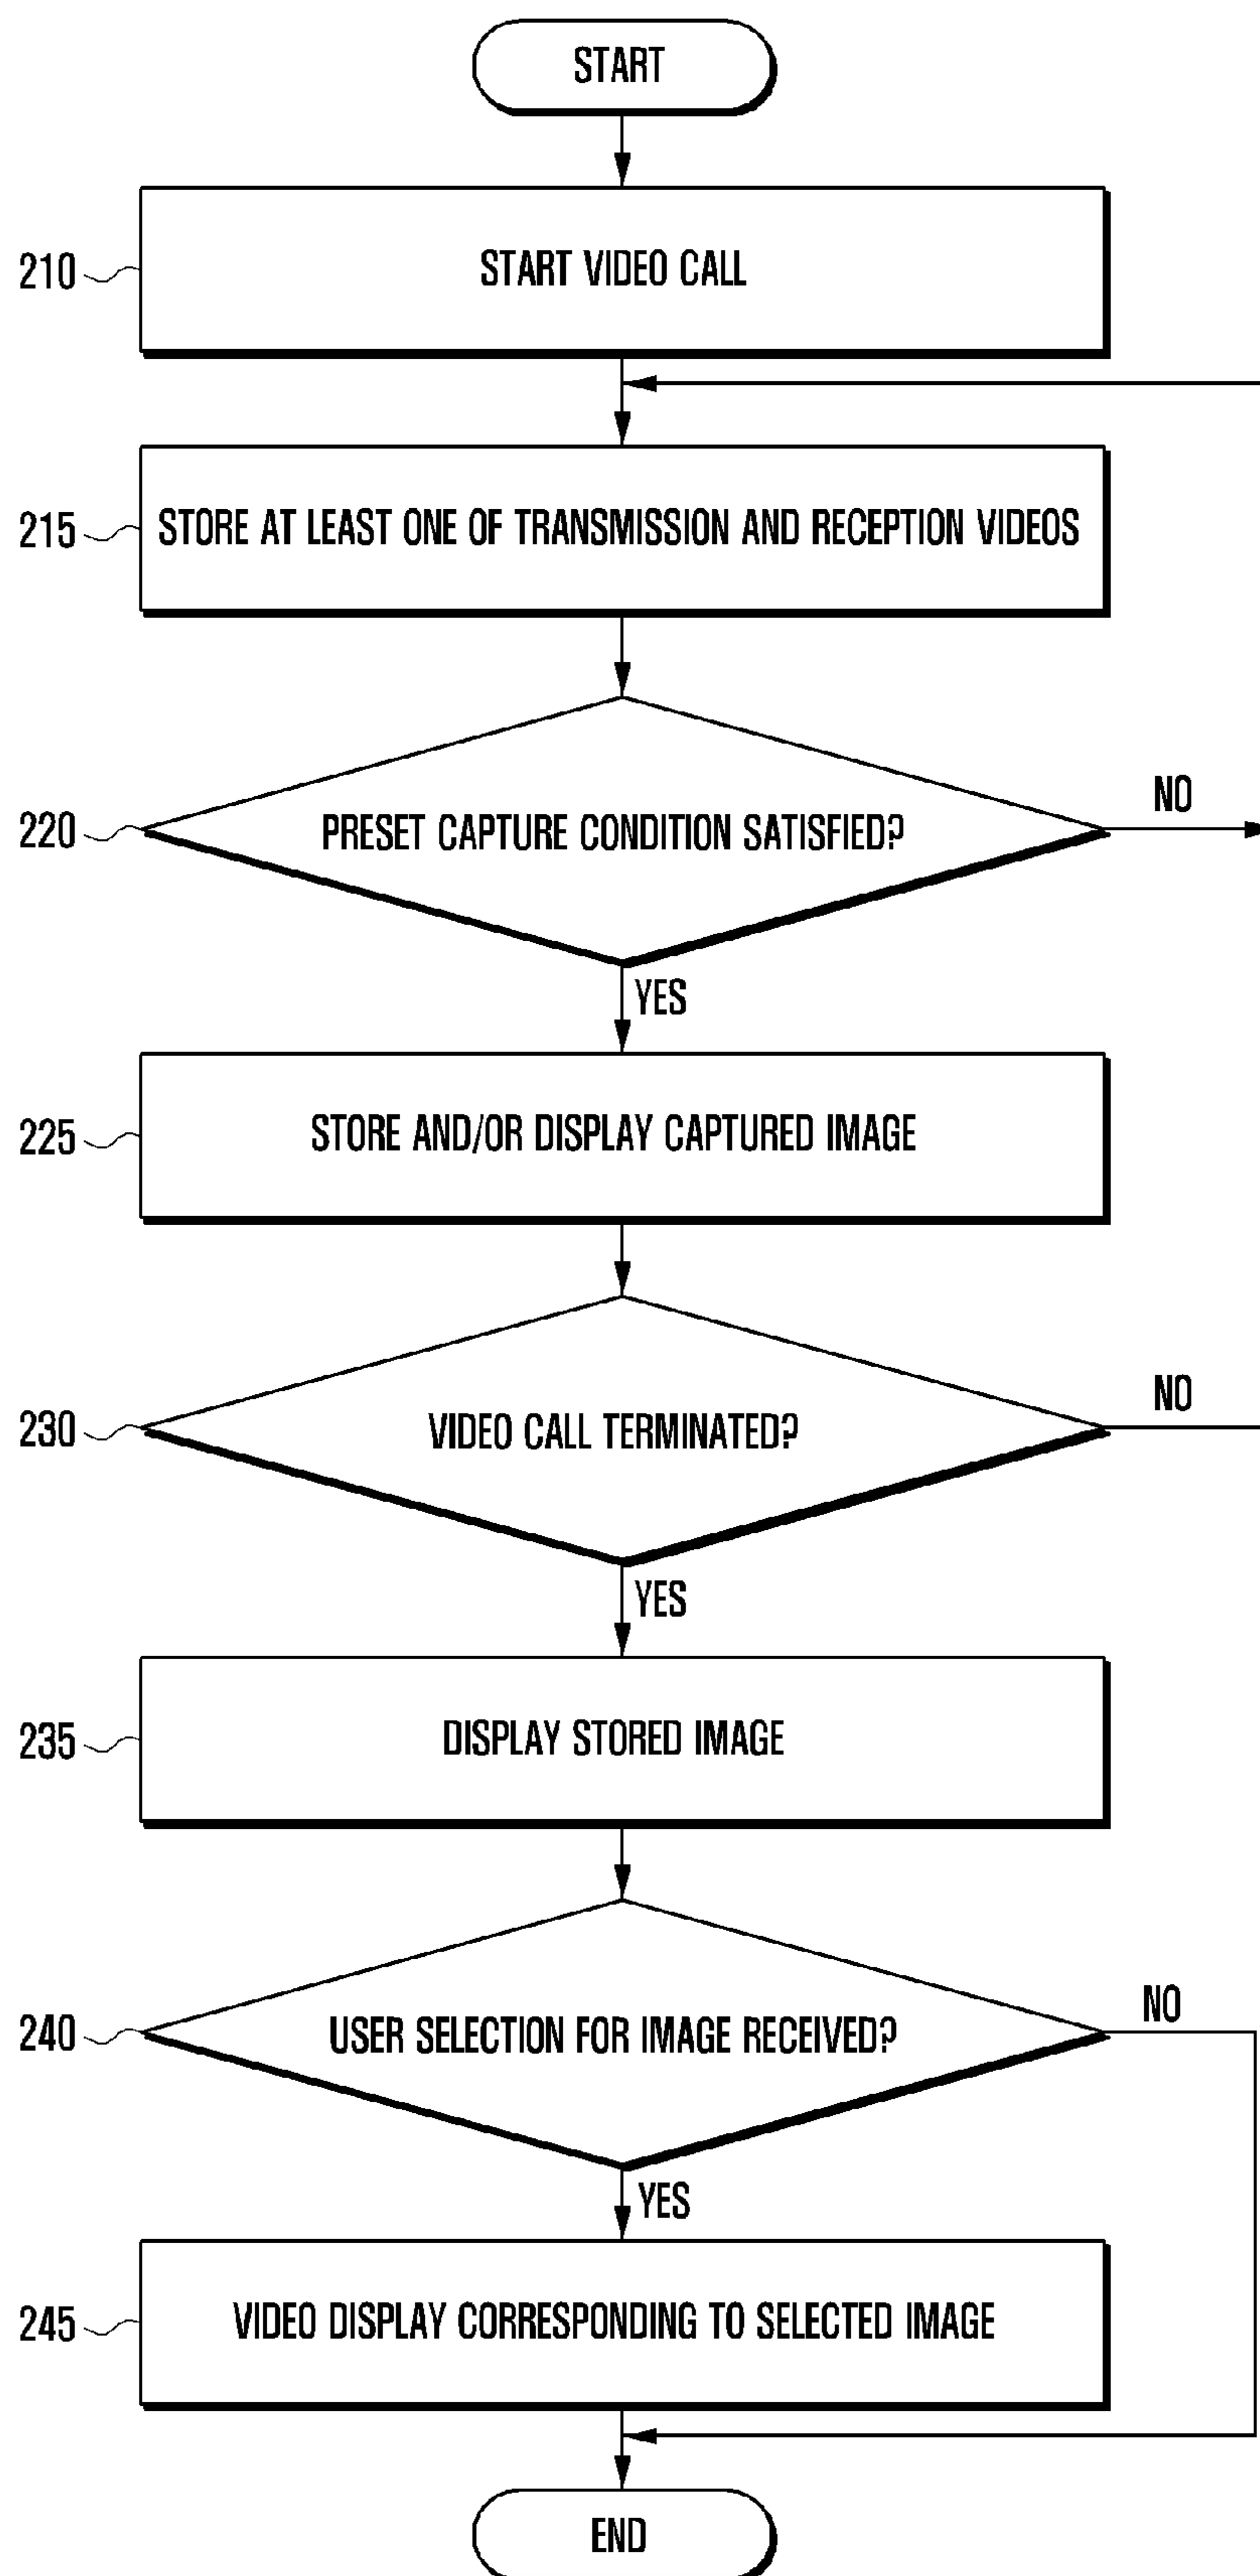 START
210
START VIDEO CALL
215
STORE AT LEAST ONE OF TRANSMISSION AND RECEPTION VIDEOS
220
PRESET CAPTURE CONDITION SATISFIED?
NO
YES
225
STORE AND/OR DISPLAY CAPTURED IMAGE
230
VIDEO CALL TERMINATED?
NO
YES
235
DISPLAY STORED IMAGE
240
USER SELECTION FOR IMAGE RECEIVED?
NO
YES
245
VIDEO DISPLAY CORRESPONDING TO SELECTED IMAGE
END